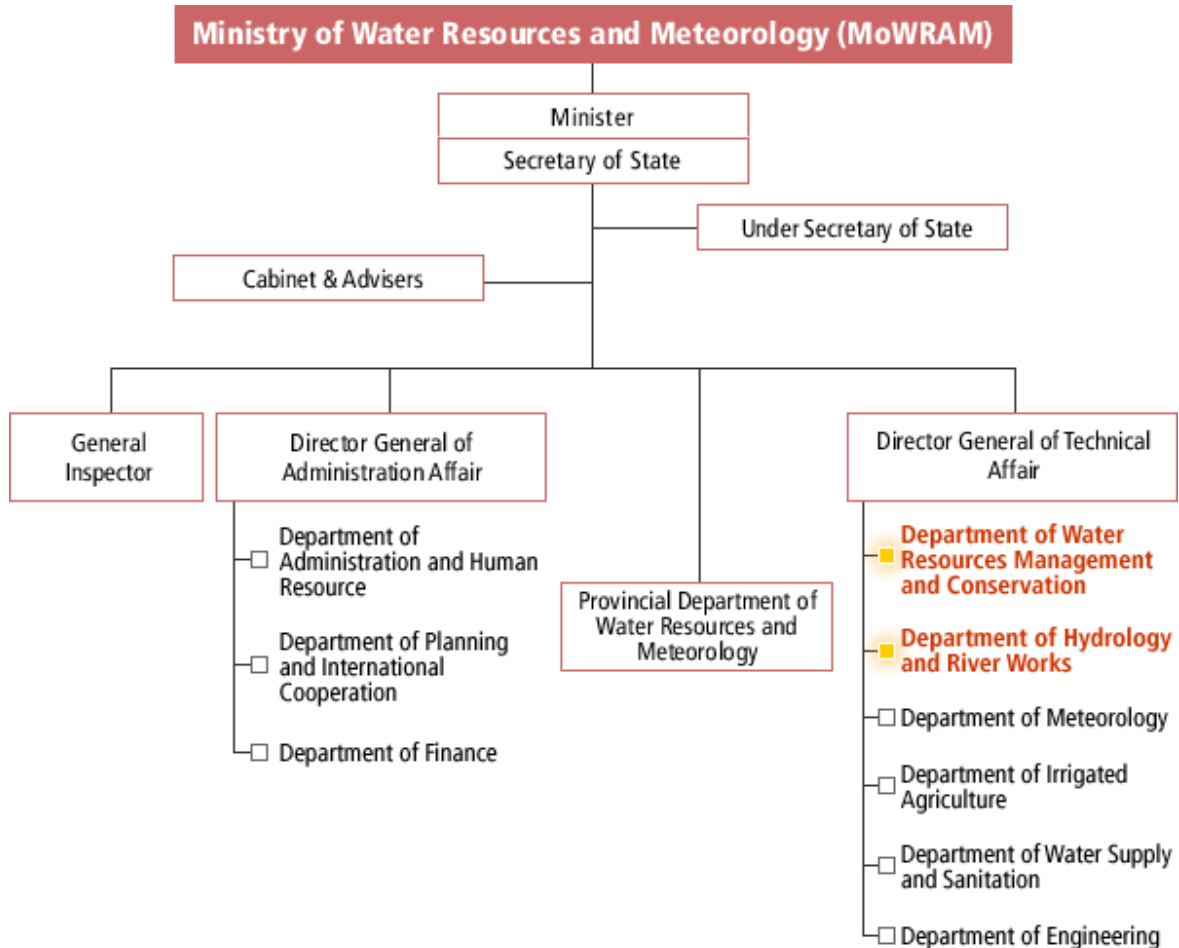 Ministry of Water Resources and Meteorology (MoWRAM)
Minister
Secretary of State
Under Secretary of State
Cabinet & Advisers
General
Inspector
Director General of
Administration Affair
Department of
Administration and Human
Resource
Department of Planning
and International
Cooperation
Department of Finance
Provincial Department of
Water Resources and
Meteorology
Director General of Technical
Affair
Department of Water
Resources Management
and Conservation
Department of Hydrology
and River Works
Department of Meteorology
Department of Irrigated
Agriculture
Department of Water Supply
and Sanitation
Department of Engineering